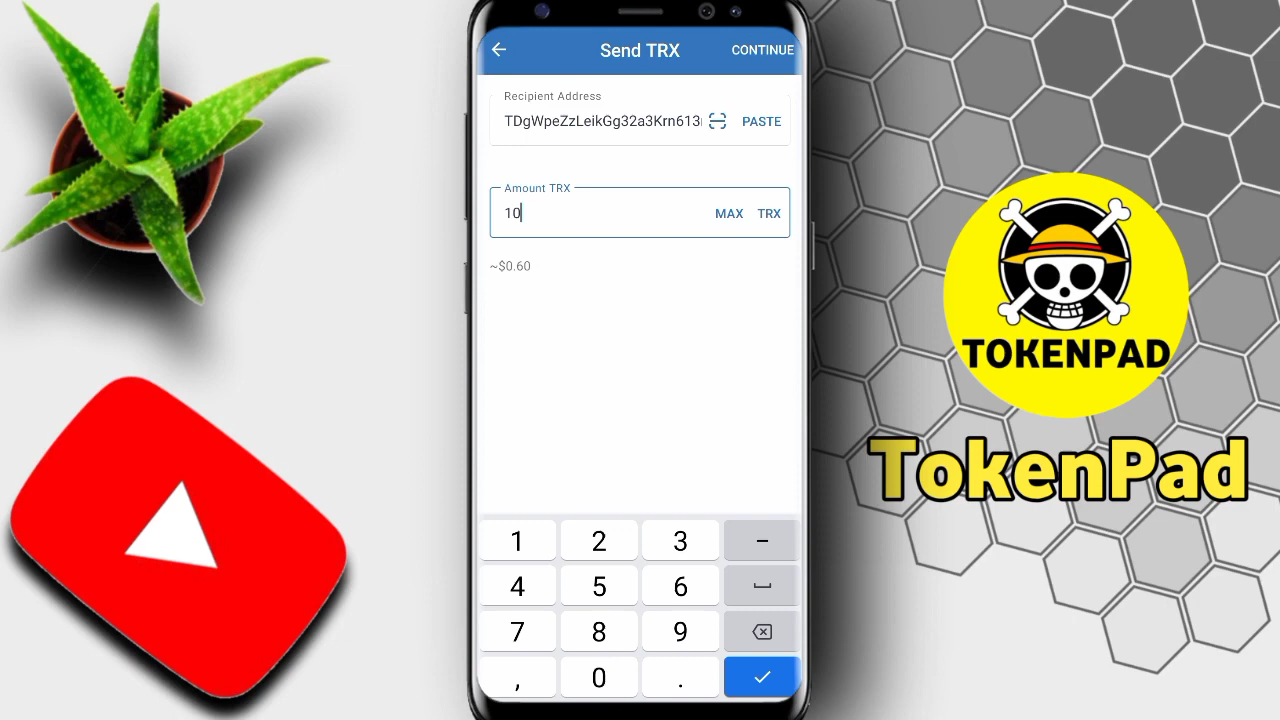 Send TRX
CONTINUE
Recipient Address
TDgWpeZzLeikGg32a3Krn613
PASTE
Amount TRX
10
MAX
TRX
~$0.60
1
2
3
-
4
5
6
7
8
9
,
0
.
TOKENPAD
TokenPad